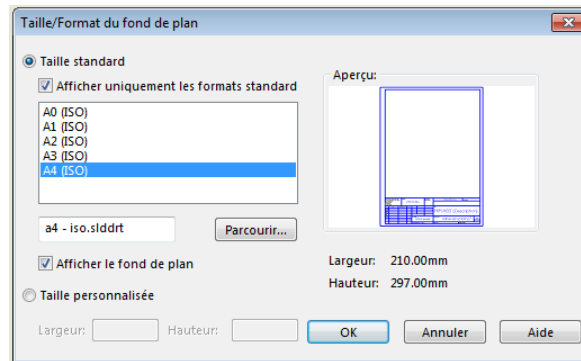 Taille/Format du fond de plan
Taille standard
Afficher uniquement les formats standard
A0 (ISO)
A1 (ISO)
A2 (ISO)
A3 (ISO)
A4 (ISO)
a4 - iso.slddrt
Parcourir...
Afficher le fond de plan
Taille personnalisée
Largeur:
Hauteur:
Aperçu:
Largeur: 210.00mm
Hauteur: 297.00mm
OK
Annuler
Aide